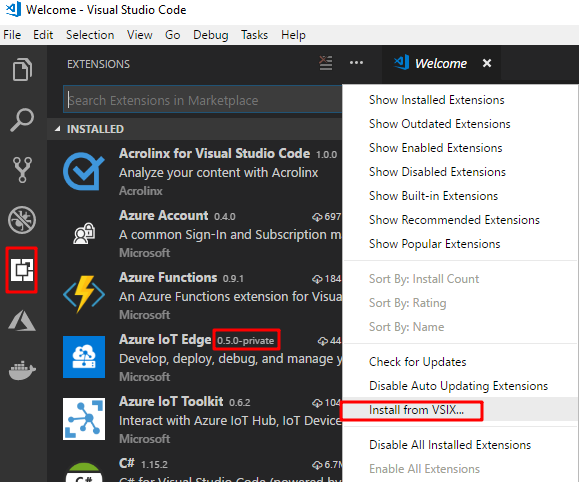 Welcome - Visual Studio Code
File Edit Selection View Go Debug Tasks Help
EXTENSIONS
Welcome
Search Extensions in Marketplace
INSTALLED
Acrolinx for Visual Studio Code 1.0.0
Analyze your content with Acrolinx
Acrolinx
Azure Account 0.4.0 697
A common Sign-In and Subscription m
Microsoft
Azure Functions 0.9.1 184
An Azure Functions extension for Visua
Microsoft
Azure IoT Edge 0.5.0-private 44
Develop, deploy, debug, and manage y
Microsoft
Azure IoT Toolkit 0.6.2 104
Interact with Azure IoT Hub, IoT Device
Microsoft
C# 1.15.2 6.7M
C# for Visual Studio Code (powered by
Show Installed Extensions
Show Outdated Extensions
Show Enabled Extensions
Show Disabled Extensions
Show Built-in Extensions
Show Recommended Extensions
Show Popular Extensions
Sort By: Install Count
Sort By: Rating
Sort By: Name
Check for Updates
Disable Auto Updating Extensions
Install from VSIX...
Disable All Installed Extensions
Enable All Extensions